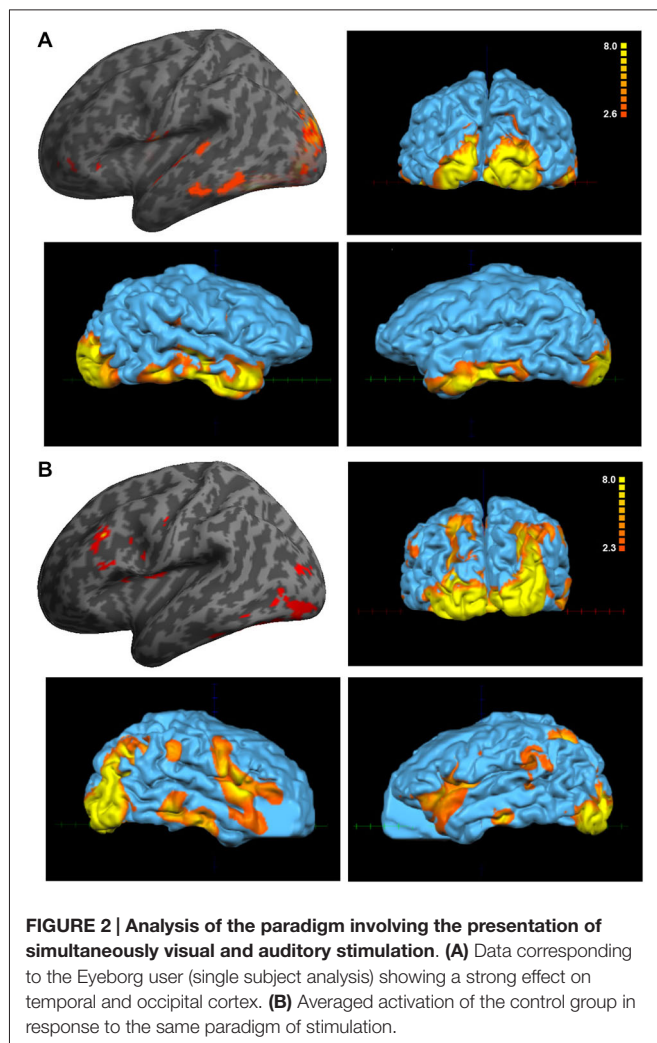 A
8.0
2.6
B
8.0
2.3
FIGURE 2 | Analysis of the paradigm involving the presentation of
simultaneously visual and auditory stimulation. (A) Data corresponding
to the Eyeborg user (single subject analysis) showing a strong effect on
temporal and occipital cortex. (B) Averaged activation of the control group in
response to the same paradigm of stimulation.